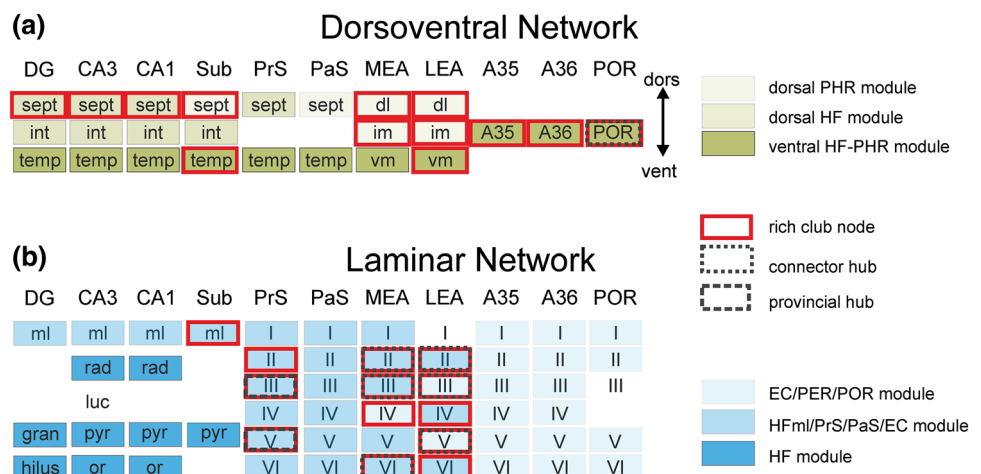 (a) Dorsoventral Network
DG CA3 CA1 Sub PrS PaS MEA LEA A35 A36 POR
dors
sept sept sept sept sept sept dl dl
int int int int im im A35 A36 POR
temp temp temp temp temp temp vm vm
vent
dorsal PHR module
dorsal HF module
ventral HF-PHR module
rich club node
connector hub
provincial hub
(b) Laminar Network
DG CA3 CA1 Sub PrS PaS MEA LEA A35 A36 POR
ml ml ml ml I I I I I I I
rad rad II II II II II II II
III III III III III III III
luc
IV IV IV IV IV IV
gran pyr pyr pyr V V V V V V V
hilus or or VI VI VI VI VI VI VI
EC/PER/POR module
HFml/PrS/PaS/EC module
HF module